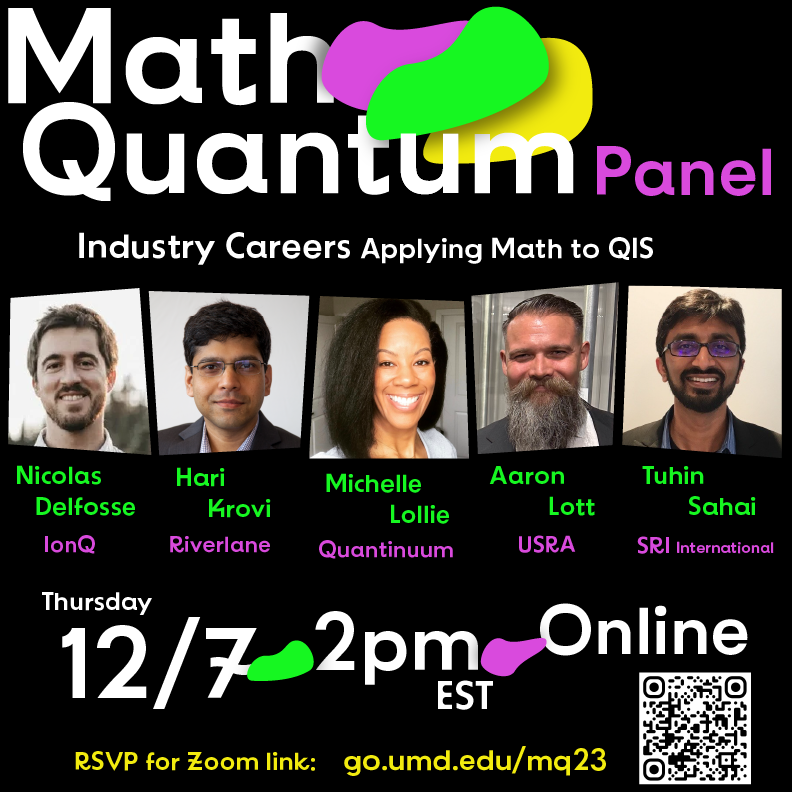 Math
Quantum Panel
Industry Careers Applying Math to QIS
Nicolas
Delfosse
IonQ
Hari
Krovi
Riverlane
Michelle
Lollie
Quantinuum
Aaron
Lott
USRA
Tuhin
Sahai
SRI International
Thursday
12/7 2pm Online
EST
RSVP for Zoom link: go.umd.edu/mq23